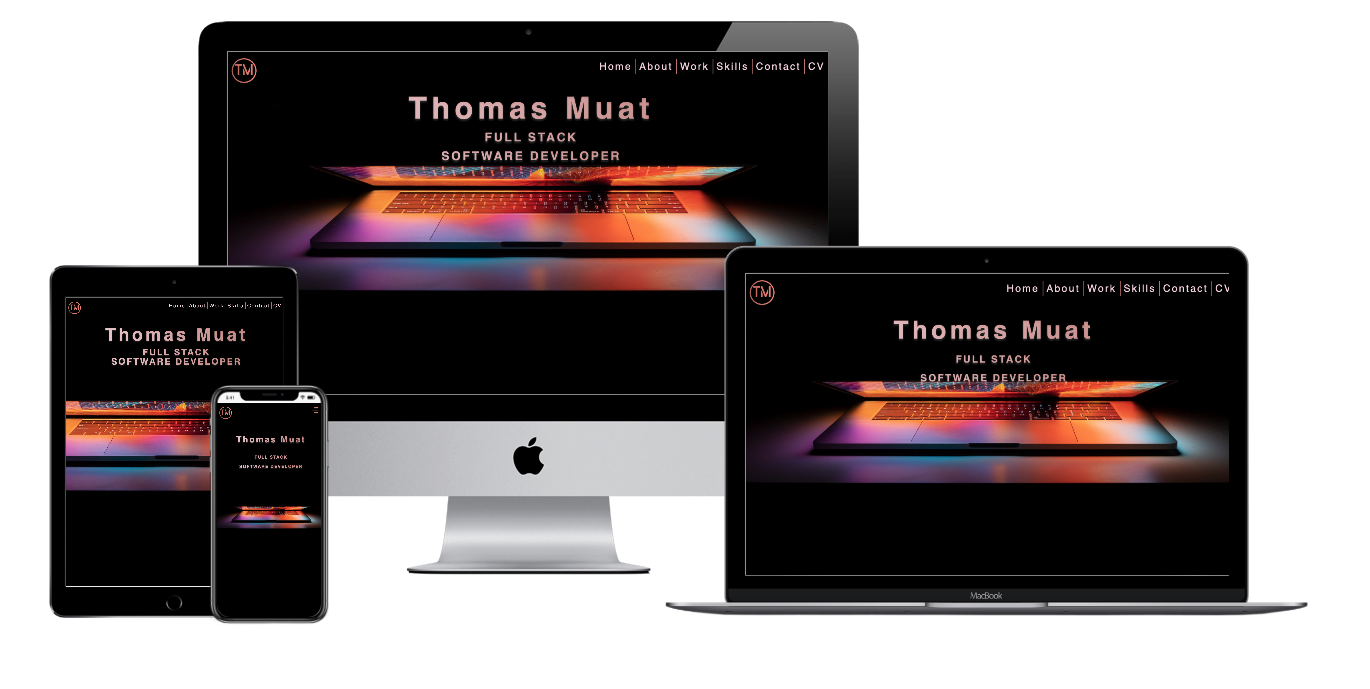 TM
Home About Work Skills Contact CV
Thomas Muat
FULL STACK
SOFTWARE DEVELOPER
TM
Home About Work Skills Contact CV
Thomas Muat
FULL STACK
SOFTWARE DEVELOPER
MacBook
TM
Home About Work Skills Contact CV
Thomas Muat
FULL STACK
SOFTWARE DEVELOPER
9:41
TM
Thomas Muat
FULL STACK
SOFTWARE DEVELOPER